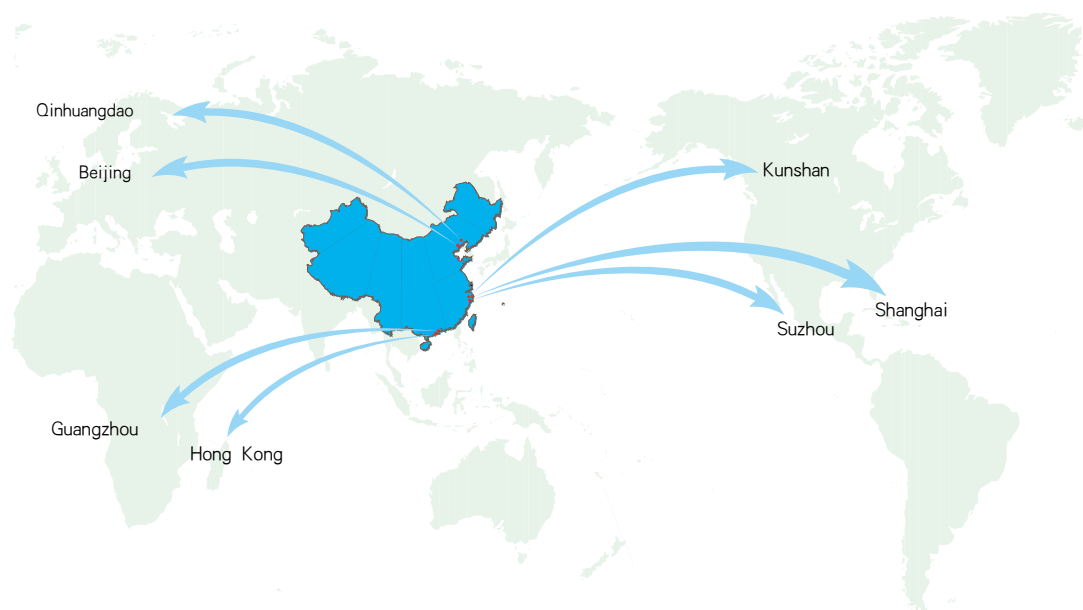 Qinhuangdao
Beijing
Kunshan
Shanghai
Suzhou
Guangzhou
Hong Kong